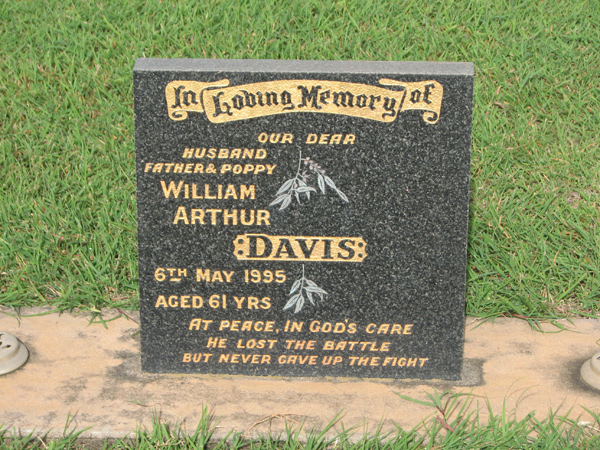 In Loving Memory of
OUR DEAR
HUSBAND
FATHER & POPPY
WILLIAM
ARTHUR
DAVIS
6TH MAY 1995
AGED 61 YRS
AT PEACE, IN GOD'S CARE
HE LOST THE BATTLE
BUT NEVER GAVE UP THE FIGHT